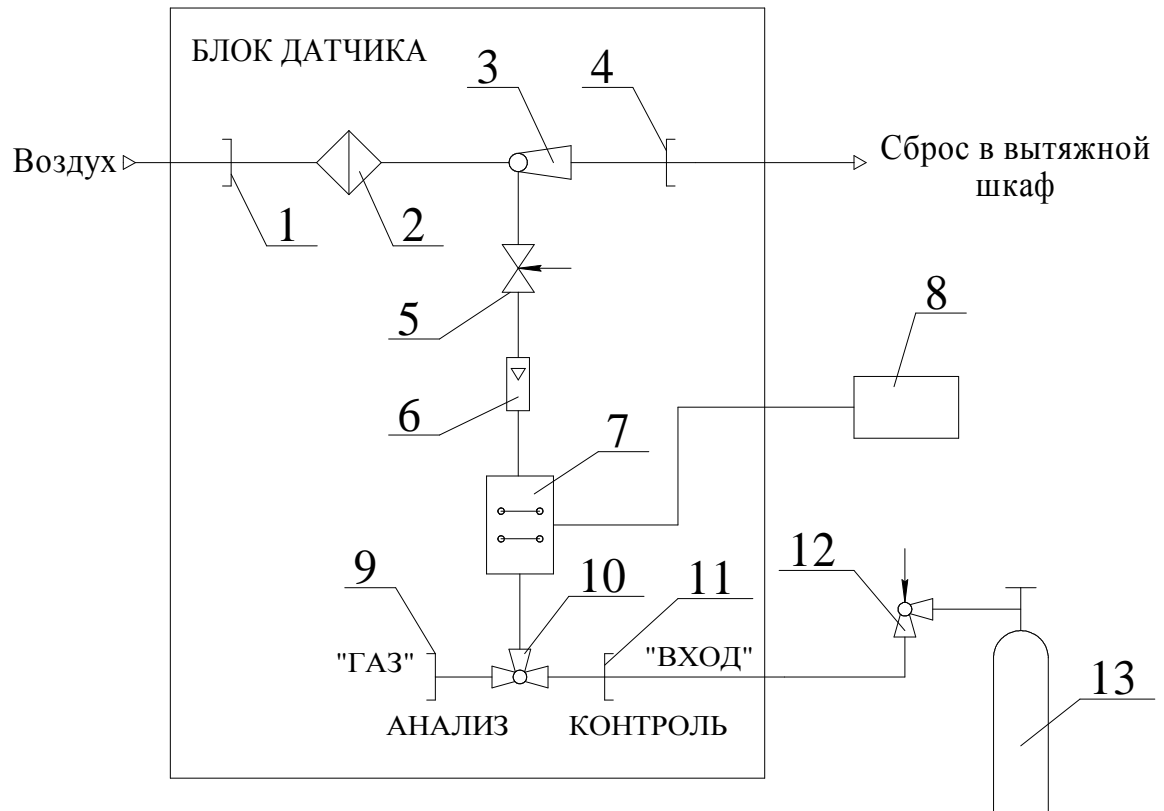 БЛОК ДАТЧИКА
3
4
Воздух
Сброс в вытяжной
шкаф
1
2
5
8
6
7
12
9
10
11
"ГАЗ"
"ВХОД"
13
АНАЛИЗ
КОНТРОЛЬ